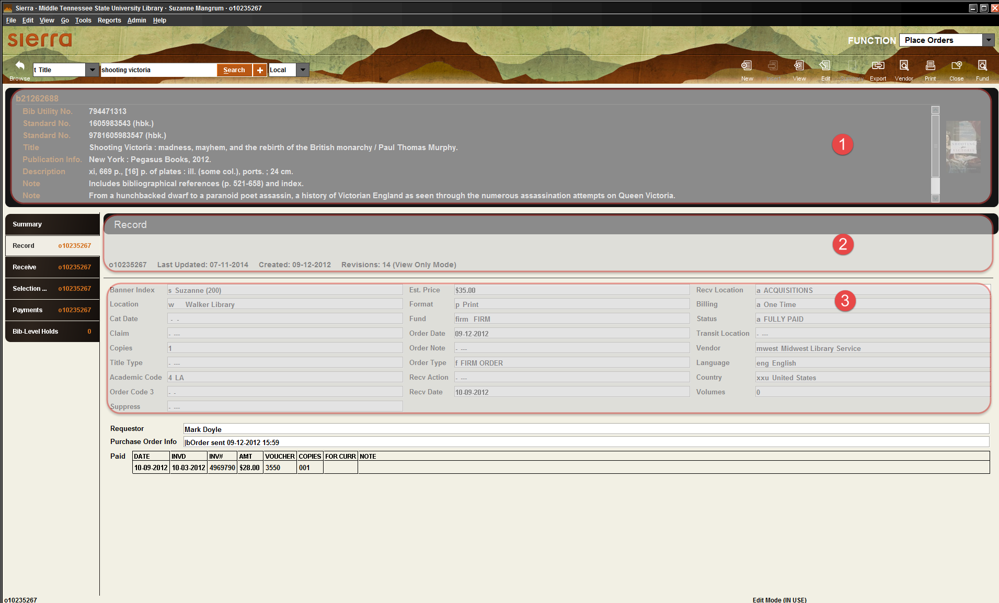 Sierra · Middle Tennessee State University Library · Suzanne Mangrum · o10235267
File Edit View Go Tools Reports Admin Help
sierra
FUNCTION Place Orders
Browse t Title shooting victoria Search + Local
New Insert View Edit Summary Export Vendor Print Close Fund
b21262688
Bib Utility No. 794471313
Standard No. 1605983543 (hbk.)
Standard No. 9781605983547 (hbk.)
Title Shooting Victoria : madness, mayhem, and the rebirth of the British monarchy / Paul Thomas Murphy.
Publication Info. New York : Pegasus Books, 2012.
Description xi, 669 p., [16] p. of plates : ill. (some col.), ports. ; 24 cm.
Note Includes bibliographical references (p. 521-658) and index.
Note From a hunchbacked dwarf to a paranoid poet assassin, a history of Victorian England as seen through the numerous assassination attempts on Queen Victoria.
1
SHOOTING
VICTORIA
Summary
Record o10235267
Receive o10235267
Selection ... o10235267
Payments o10235267
Bib-Level Holds 0
Record
2
o10235267 Last Updated: 07-11-2014 Created: 09-12-2012 Revisions: 14 (View Only Mode)
3
Banner Index s Suzanne (200) Est. Price $35.00 Recv Location a ACQUISITIONS
Location w Walker Library Format p Print Billing a One Time
Cat Date - - Fund firm FIRM Status a FULLY PAID
Claim - --- Order Date 09-12-2012 Transit Location - ---
Copies 1 Order Note - --- Vendor mwest Midwest Library Service
Title Type - --- Order Type f FIRM ORDER Language eng English
Academic Code 4 LA Recv Action - --- Country xxu United States
Order Code 3 - - Recv Date 10-09-2012 Volumes 0
Suppress - ---
Requestor Mark Doyle
Purchase Order Info |bOrder sent 09-12-2012 15:59
Paid DATE INVD INV# AMT VOUCHER COPIES FOR CURR NOTE
10-09-2012 10-03-2012 4969790 $28.00 3550 001
o10235267 Edit Mode (IN USE)